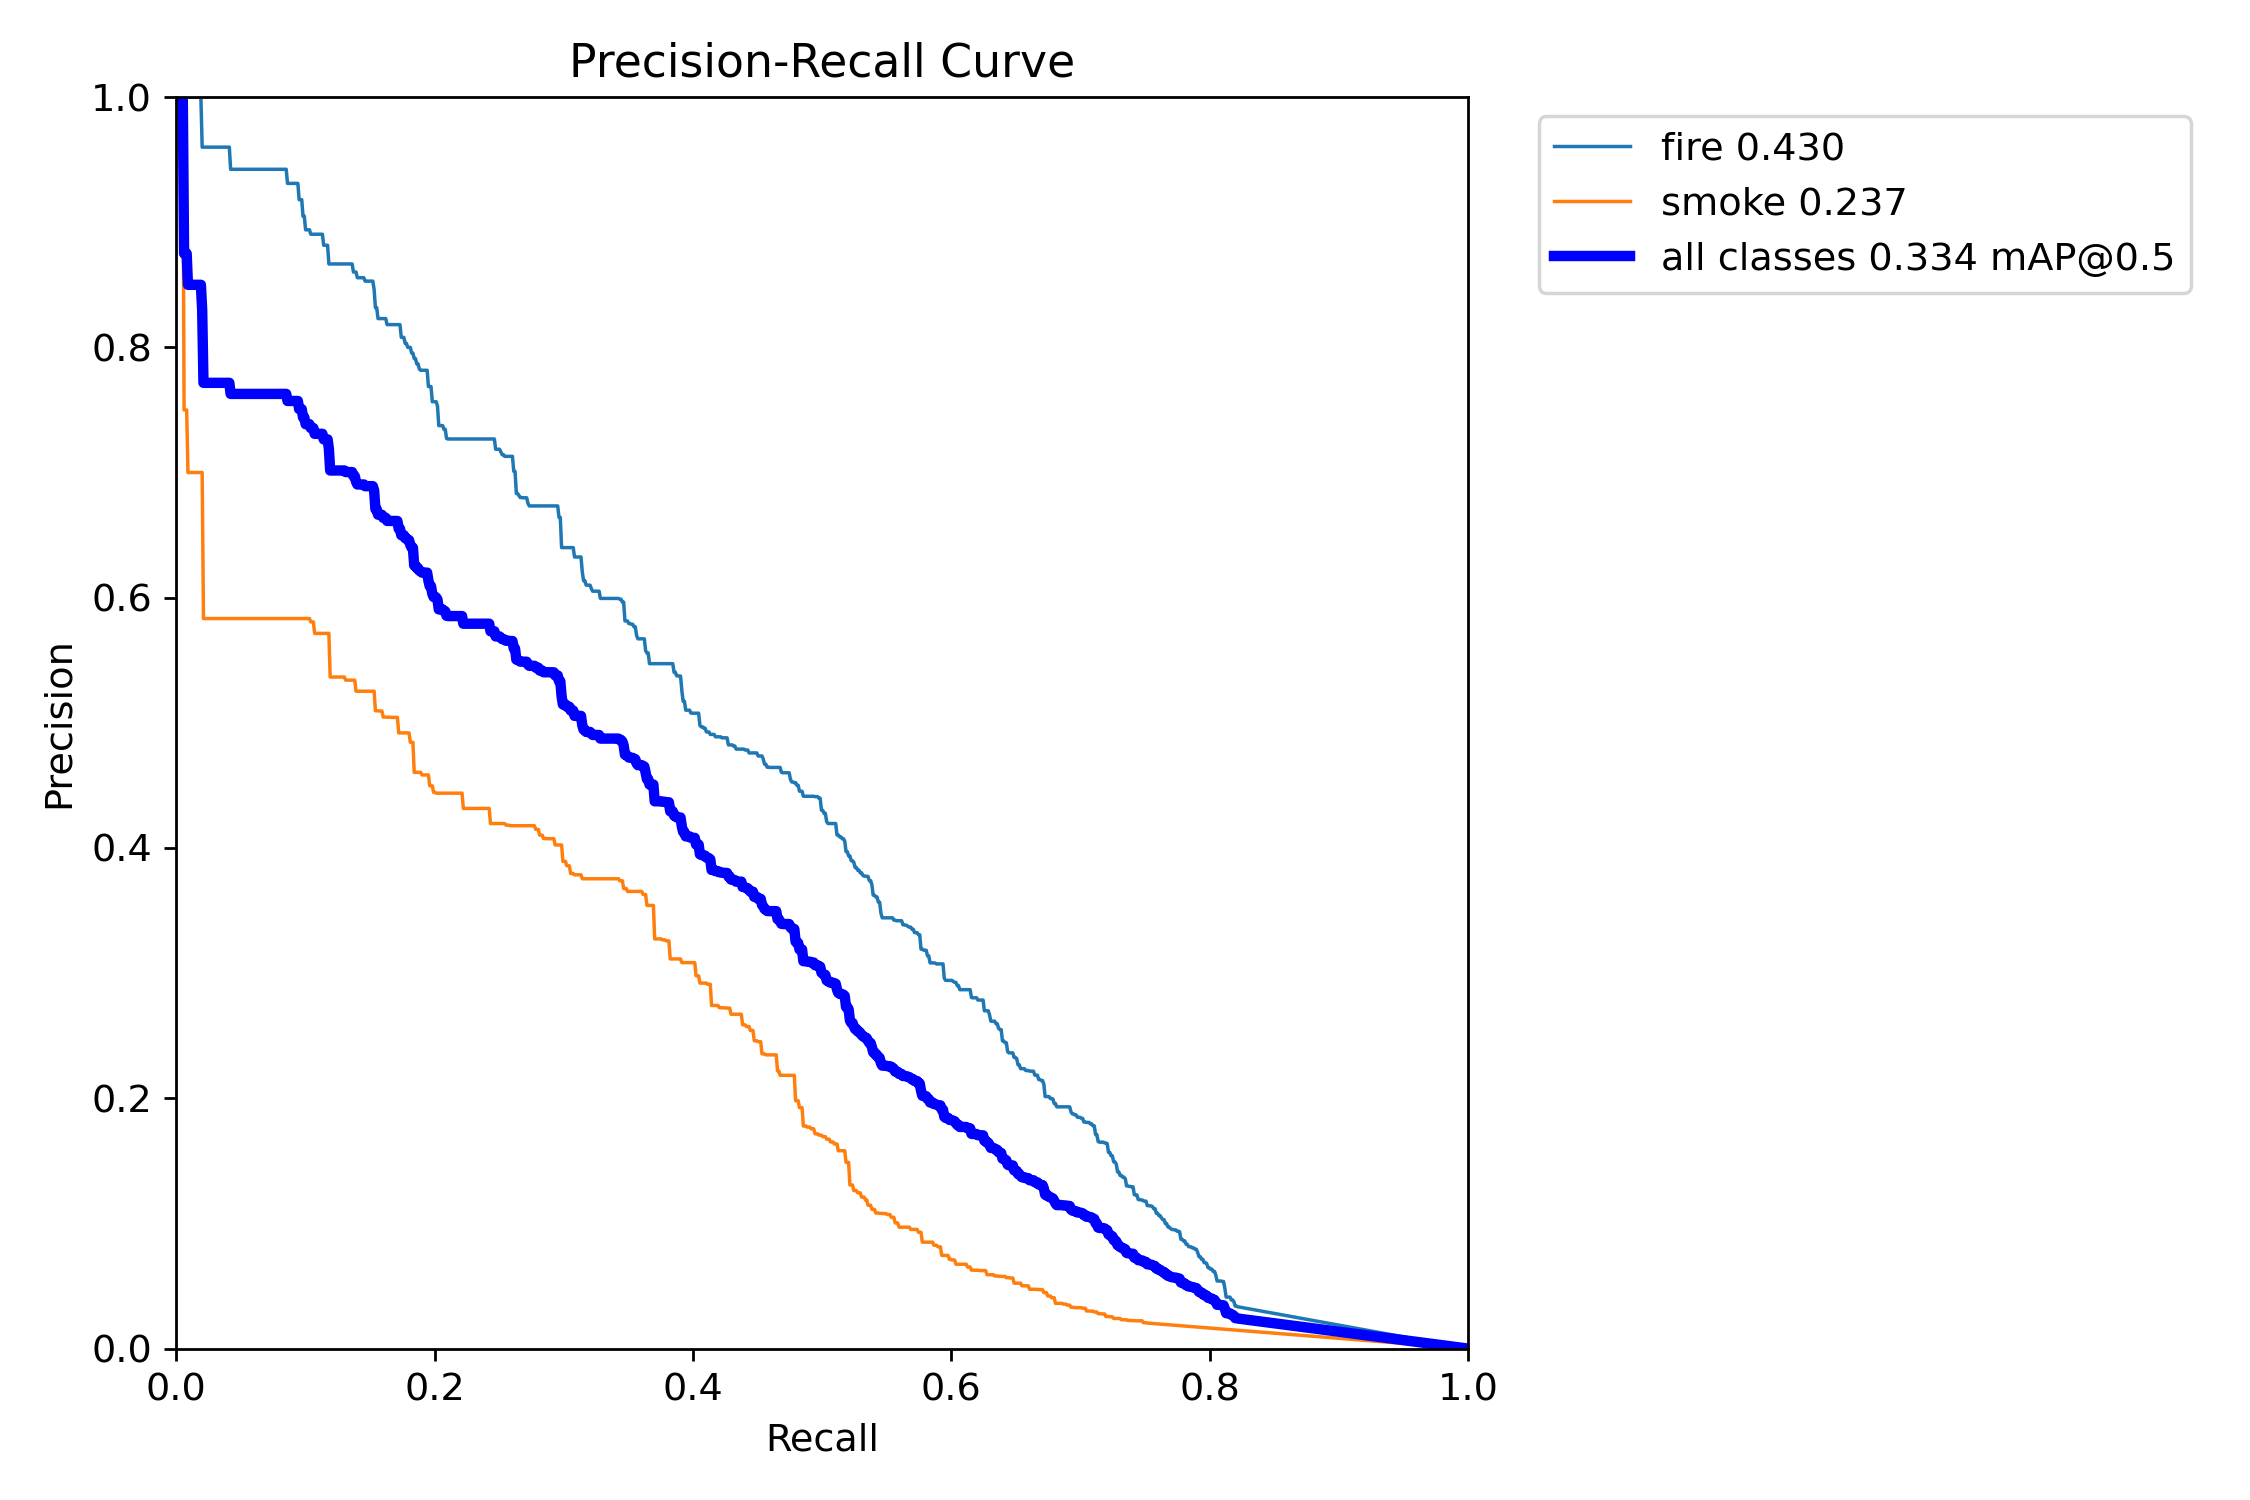 Precision-Recall Curve
1.0
0.8
0.6
0.4
0.2
0.0
Precision
0.0 0.2 0.4 0.6 0.8 1.0
Recall
fire 0.430
smoke 0.237
all classes 0.334 mAP@0.5